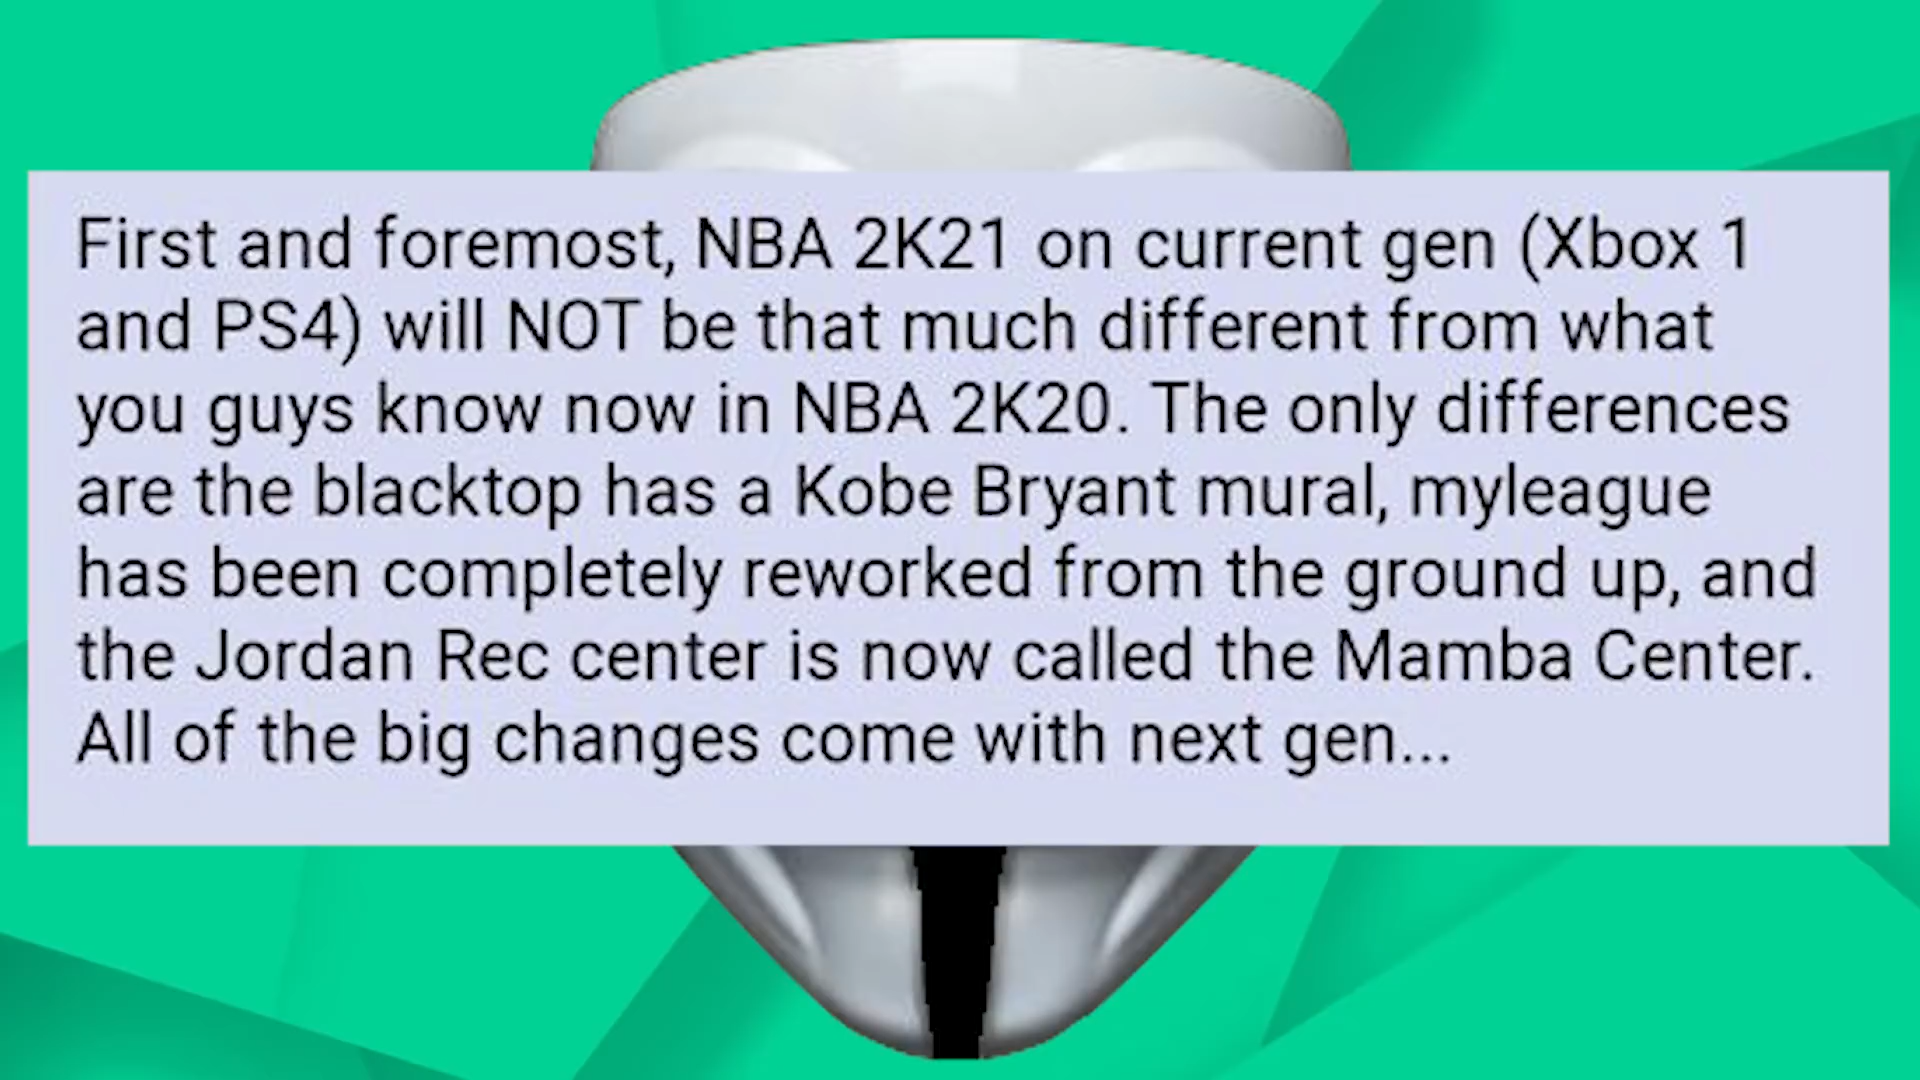 First and foremost, NBA 2K21 on current gen (Xbox 1
and PS4) will NOT be that much different from what
you guys know now in NBA 2K20. The only differences
are the blacktop has a Kobe Bryant mural, myleague
has been completely reworked from the ground up, and
the Jordan Rec center is now called the Mamba Center.
All of the big changes come with next gen...